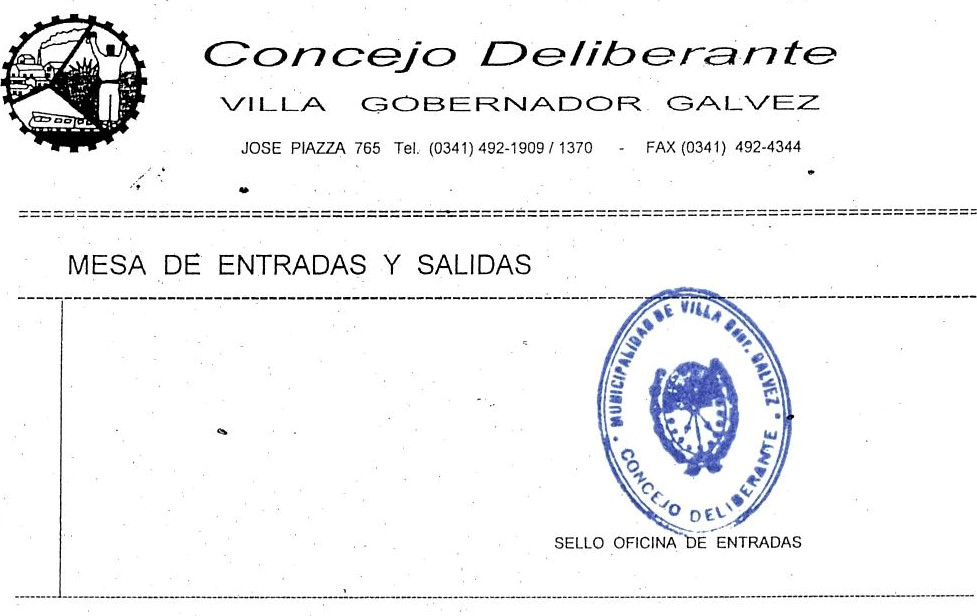 Concejo Deliberante
VILLA GOBERNADOR GALVEZ
JOSE PIAZZA 765 Tel. (0341) 492-1909 / 1370 - FAX (0341) 492-4344
MESA DE ENTRADAS Y SALIDAS
MUNICIPALIDAD DE VILLA GDOR. GALVEZ
CONCEJO DELIBERANTE
SELLO OFICINA DE ENTRADAS